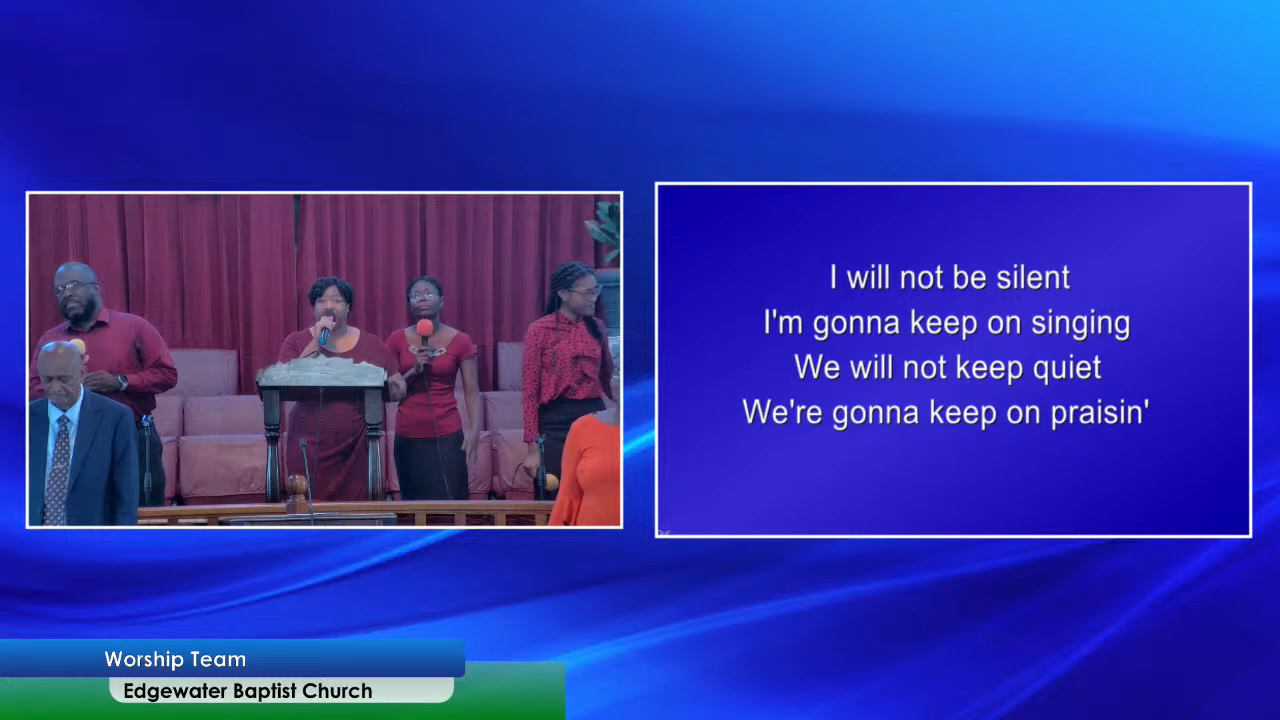 I will not be silent
I'm gonna keep on singing
We will not keep quiet
We're gonna keep on praisin'
Worship Team
Edgewater Baptist Church